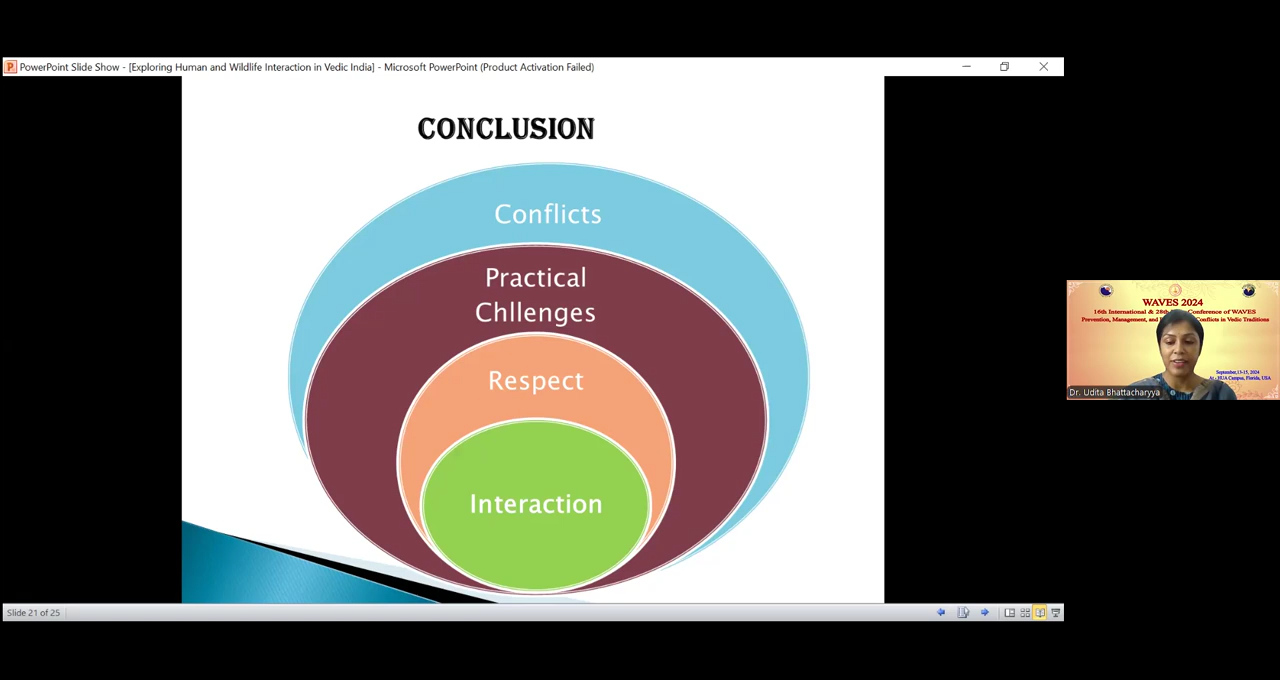 PowerPoint Slide Show - [Exploring Human and Wildlife Interaction in Vedic India] - Microsoft PowerPoint (Product Activation Failed)
CONCLUSION
Conflicts
Practical
Chllenges
Respect
Interaction
Slide 21 of 25
WAVES 2024
16th International & 28th Conference of WAVES
Prevention, Management, and Conflicts in Vedic Traditions
September,13-15, 2024
At - HUA Campus, Florida, USA
Dr. Udita Bhattacharyya